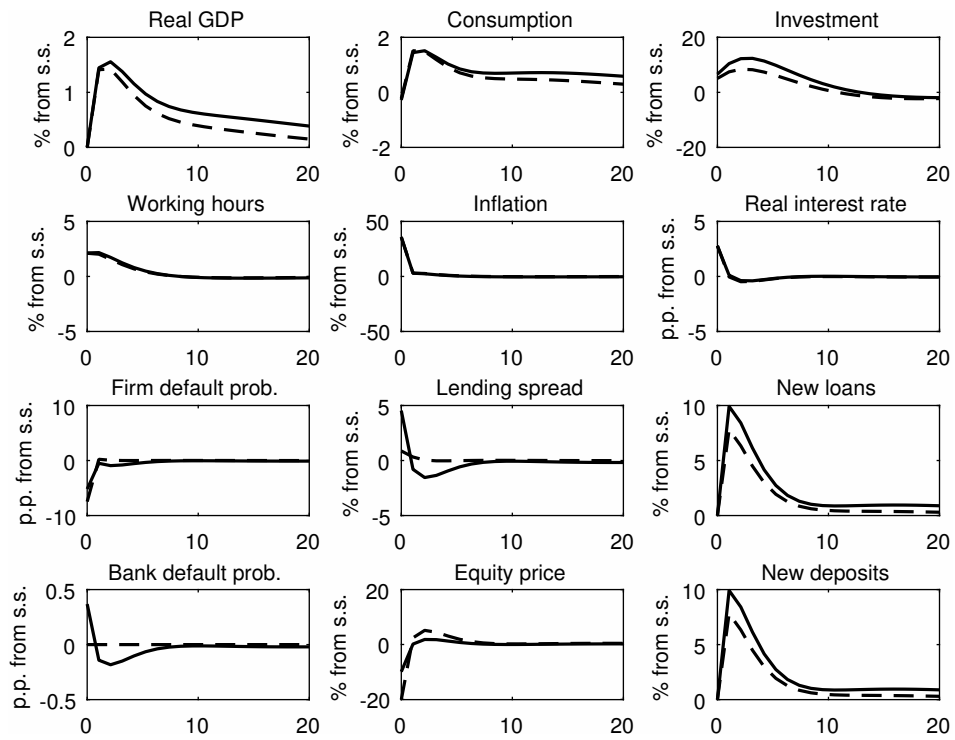 Real GDP
% from s.s.
2
1
0
0 10 20
Consumption
% from s.s.
2
0
-2
0 10 20
Investment
% from s.s.
20
0
-20
0 10 20
Working hours
% from s.s.
5
0
-5
0 10 20
Inflation
% from s.s.
50
0
-50
0 10 20
Real interest rate
p.p. from s.s.
5
0
-5
0 10 20
Firm default prob.
p.p. from s.s.
10
0
-10
0 10 20
Lending spread
% from s.s.
5
0
-5
0 10 20
New loans
% from s.s.
10
5
0
0 10 20
Bank default prob.
p.p. from s.s.
0.5
0
-0.5
0 10 20
Equity price
% from s.s.
20
0
-20
0 10 20
New deposits
% from s.s.
10
5
0
0 10 20